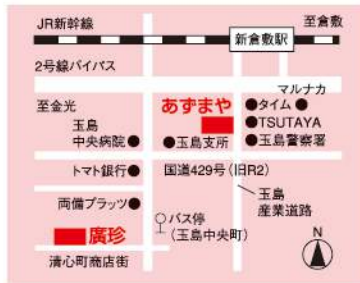 JR新幹線
至倉敷
新倉敷駅
2号線バイパス
マルナカ
至金光
あずまや
●タイム ●
玉島
中央病院●
●TSUTAYA
●玉島支所
●玉島警察署
トマト銀行●
国道429号(旧R2)
両備プラッツ●
玉島
産業道路
バス停
(玉島中央町)
廣珍
清心町商店街
N